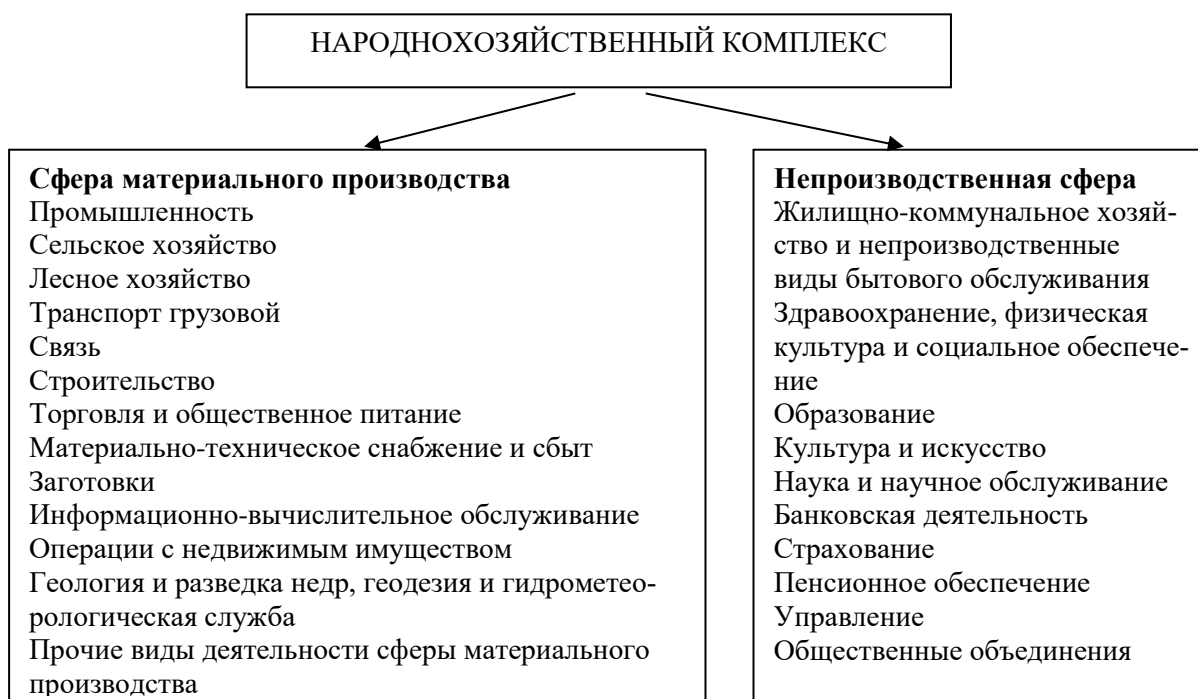 НАРОДНОХОЗЯЙСТВЕННЫЙ КОМПЛЕКС
Сфера материального производства
Промышленность
Сельское хозяйство
Лесное хозяйство
Транспорт грузовой
Связь
Строительство
Торговля и общественное питание
Материально-техническое снабжение и сбыт
Заготовки
Информационно-вычислительное обслуживание
Операции с недвижимым имуществом
Геология и разведка недр, геодезия и гидрометео-
рологическая служба
Прочие виды деятельности сферы материального
производства
Непроизводственная сфера
Жилищно-коммунальное хозяй-
ство и непроизводственные
виды бытового обслуживания
Здравоохранение, физическая
культура и социальное обеспече-
ние
Образование
Культура и искусство
Наука и научное обслуживание
Банковская деятельность
Страхование
Пенсионное обеспечение
Управление
Общественные объединения